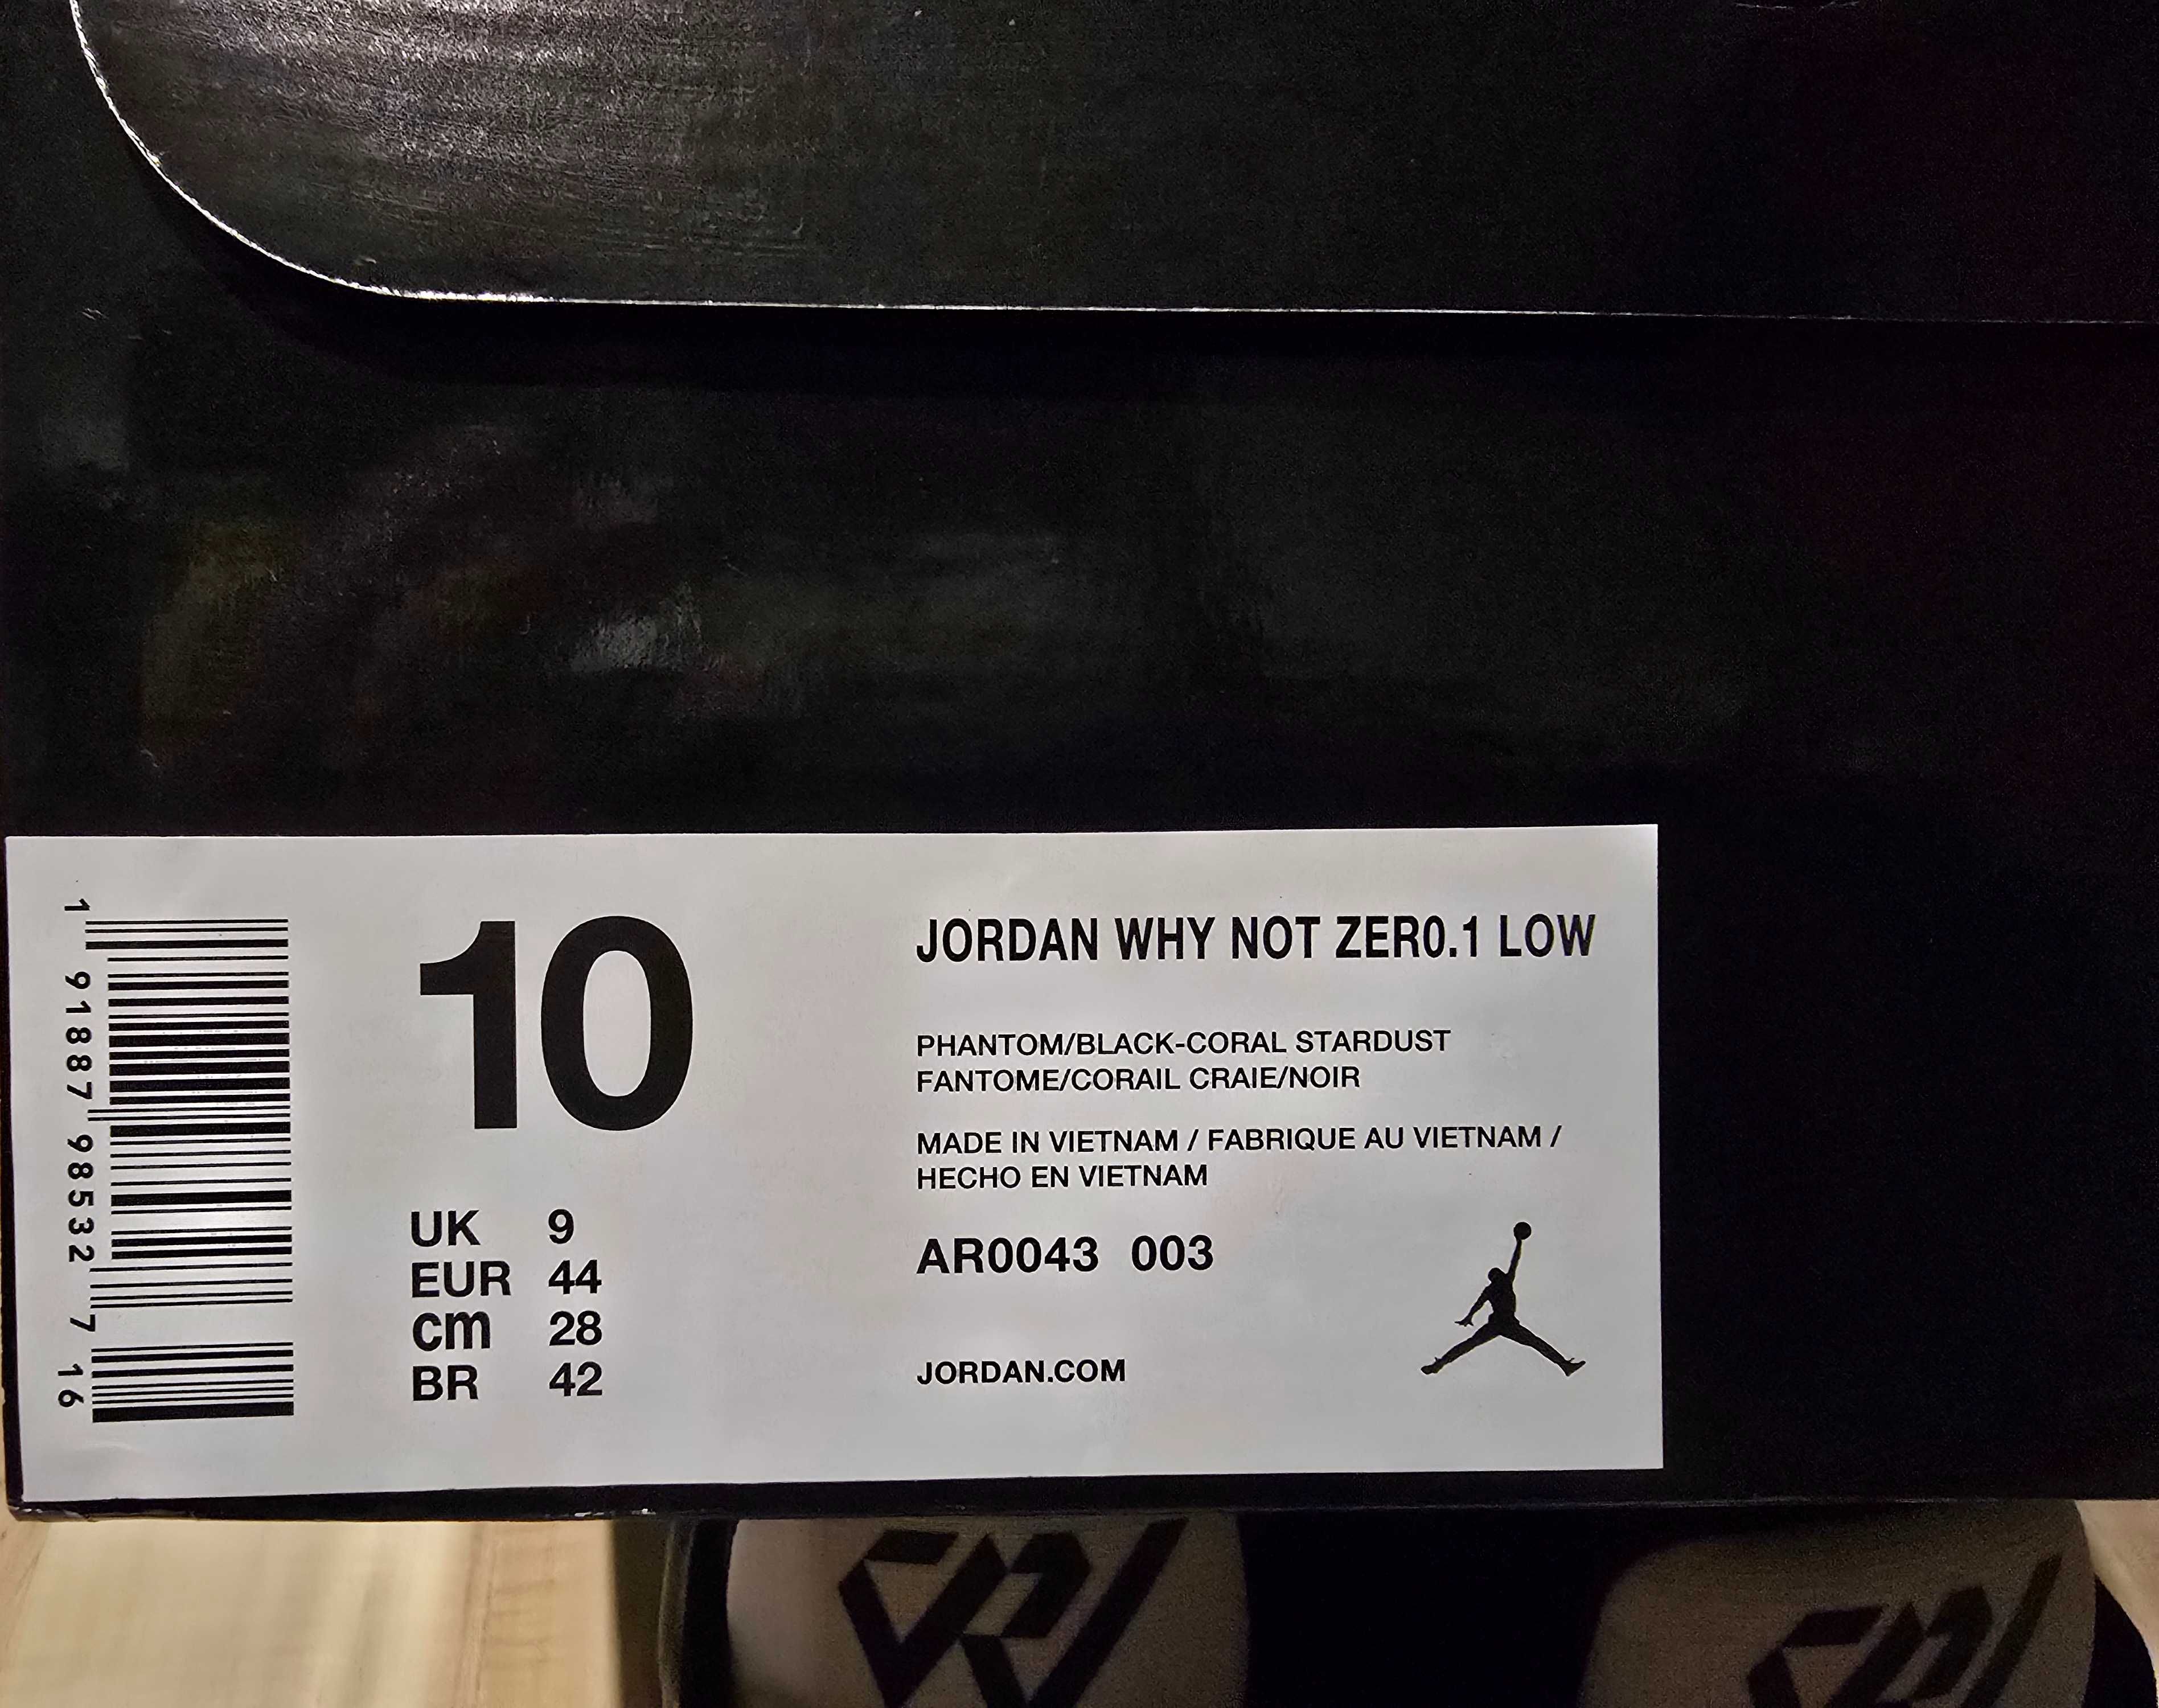 1 91887 98532 7 16
10
UK 9
EUR 44
cm 28
BR 42
JORDAN WHY NOT ZER0.1 LOW
PHANTOM/BLACK-CORAL STARDUST
FANTOME/CORAIL CRAIE/NOIR
MADE IN VIETNAM / FABRIQUE AU VIETNAM /
HECHO EN VIETNAM
AR0043 003
JORDAN.COM